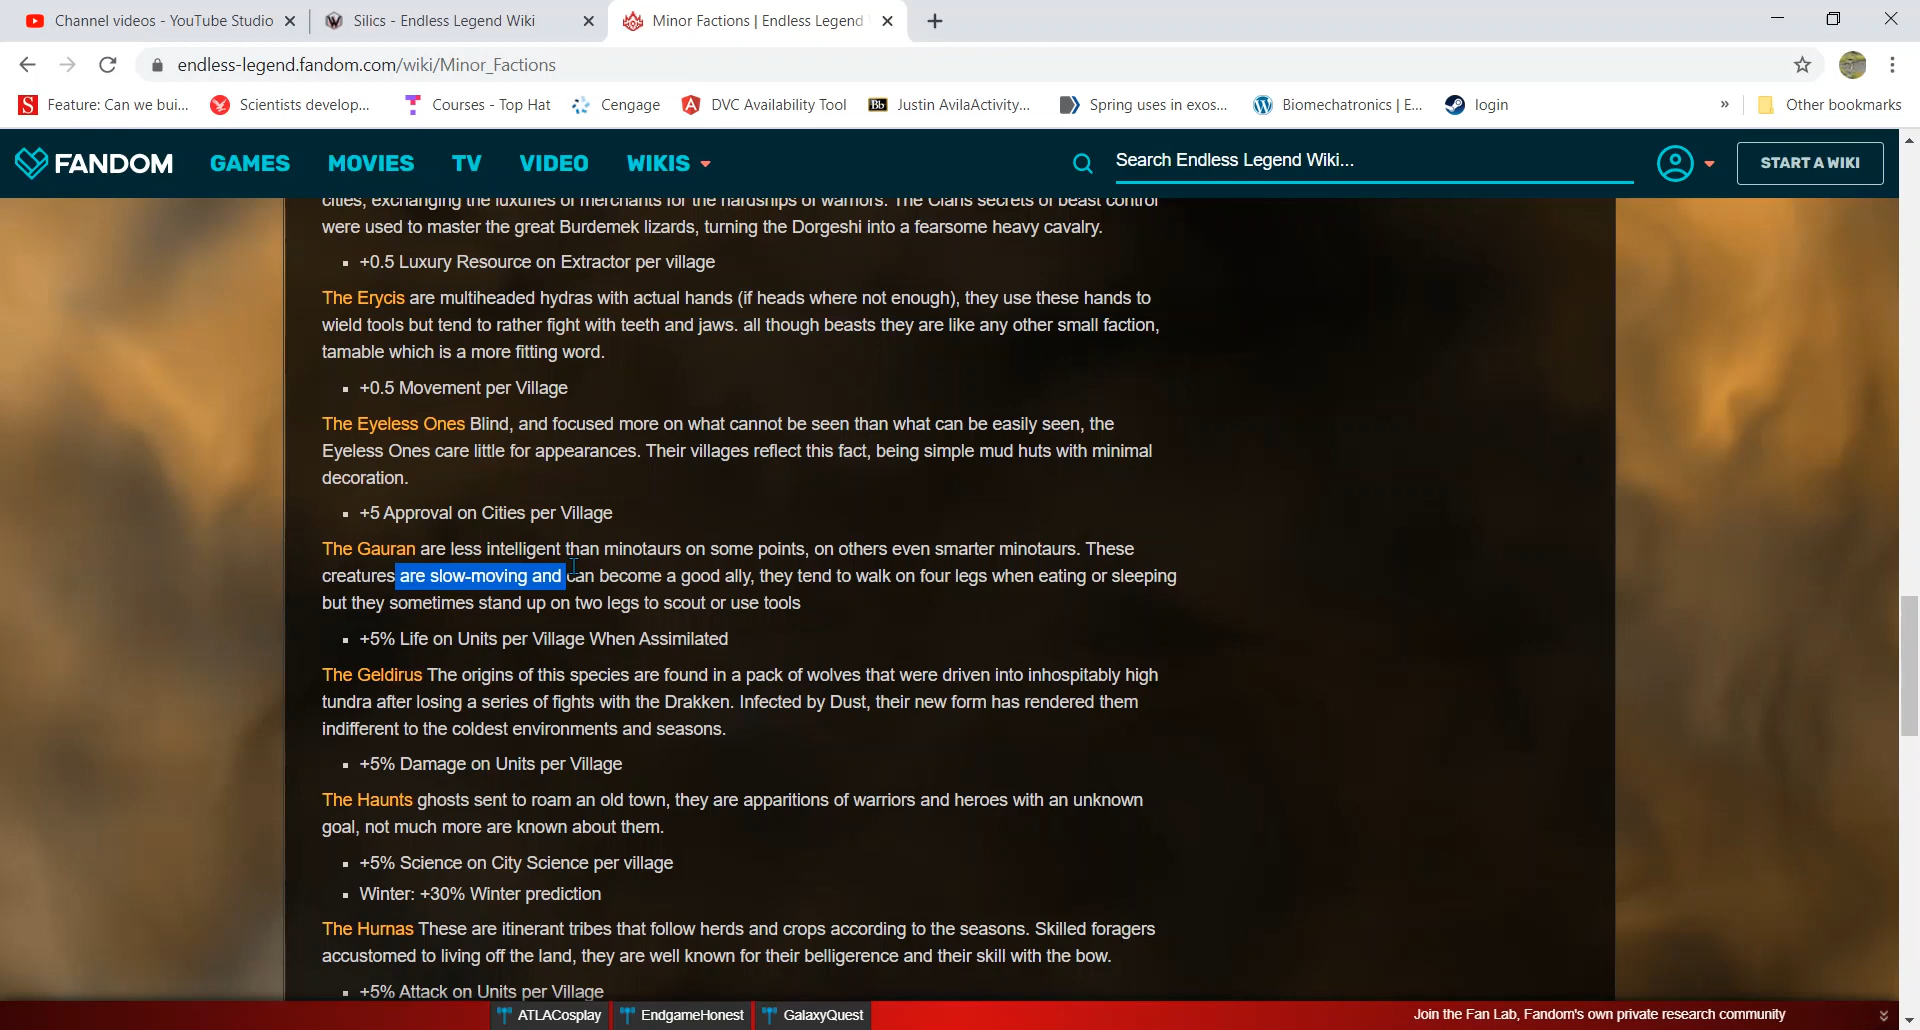 Channel videos - YouTube Studio
Silics - Endless Legend Wiki
Minor Factions | Endless Legend
endless-legend.fandom.com/wiki/Minor_Factions
Feature: Can we bui...
Scientists develop...
Courses - Top Hat
Cengage
DVC Availability Tool
Bb Justin AvilaActivity...
Spring uses in exos...
Biomechatronics | E...
login
» Other bookmarks
FANDOM GAMES MOVIES TV VIDEO WIKIS
Search Endless Legend Wiki...
START A WIKI
cities, exchanging the luxuries of merchants for the hardships of warriors. The Clans secrets of beast control
were used to master the great Burdemek lizards, turning the Dorgeshi into a fearsome heavy cavalry.
+0.5 Luxury Resource on Extractor per village
The Erycis are multiheaded hydras with actual hands (if heads where not enough), they use these hands to
wield tools but tend to rather fight with teeth and jaws. all though beasts they are like any other small faction,
tamable which is a more fitting word.
+0.5 Movement per Village
The Eyeless Ones Blind, and focused more on what cannot be seen than what can be easily seen, the
Eyeless Ones care little for appearances. Their villages reflect this fact, being simple mud huts with minimal
decoration.
+5 Approval on Cities per Village
The Gauran are less intelligent than minotaurs on some points, on others even smarter minotaurs. These
creatures are slow-moving and can become a good ally, they tend to walk on four legs when eating or sleeping
but they sometimes stand up on two legs to scout or use tools
+5% Life on Units per Village When Assimilated
The Geldirus The origins of this species are found in a pack of wolves that were driven into inhospitably high
tundra after losing a series of fights with the Drakken. Infected by Dust, their new form has rendered them
indifferent to the coldest environments and seasons.
+5% Damage on Units per Village
The Haunts ghosts sent to roam an old town, they are apparitions of warriors and heroes with an unknown
goal, not much more are known about them.
+5% Science on City Science per village
Winter: +30% Winter prediction
The Hurnas These are itinerant tribes that follow herds and crops according to the seasons. Skilled foragers
accustomed to living off the land, they are well known for their belligerence and their skill with the bow.
+5% Attack on Units per Village
ATLACosplay
EndgameHonest
GalaxyQuest
Join the Fan Lab, Fandom's own private research community